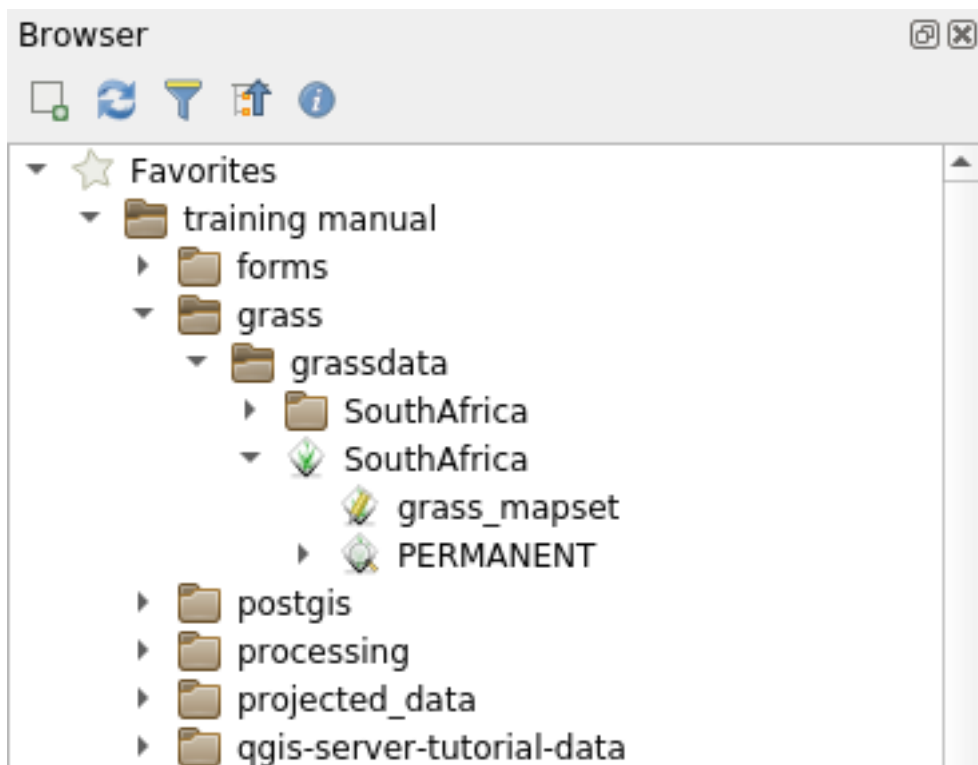 Browser
Favorites
training manual
forms
grass
grassdata
SouthAfrica
SouthAfrica
grass_mapset
PERMANENT
postgis
processing
projected_data
qgis-server-tutorial-data